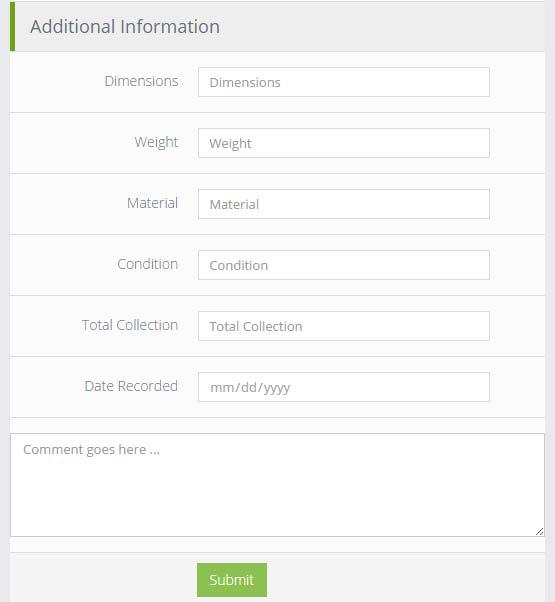 Additional Information
Dimensions Dimensions
Weight Weight
Material Material
Condition Condition
Total Collection Total Collection
Date Recorded mm/dd/yyyy
Comment goes here ...
Submit